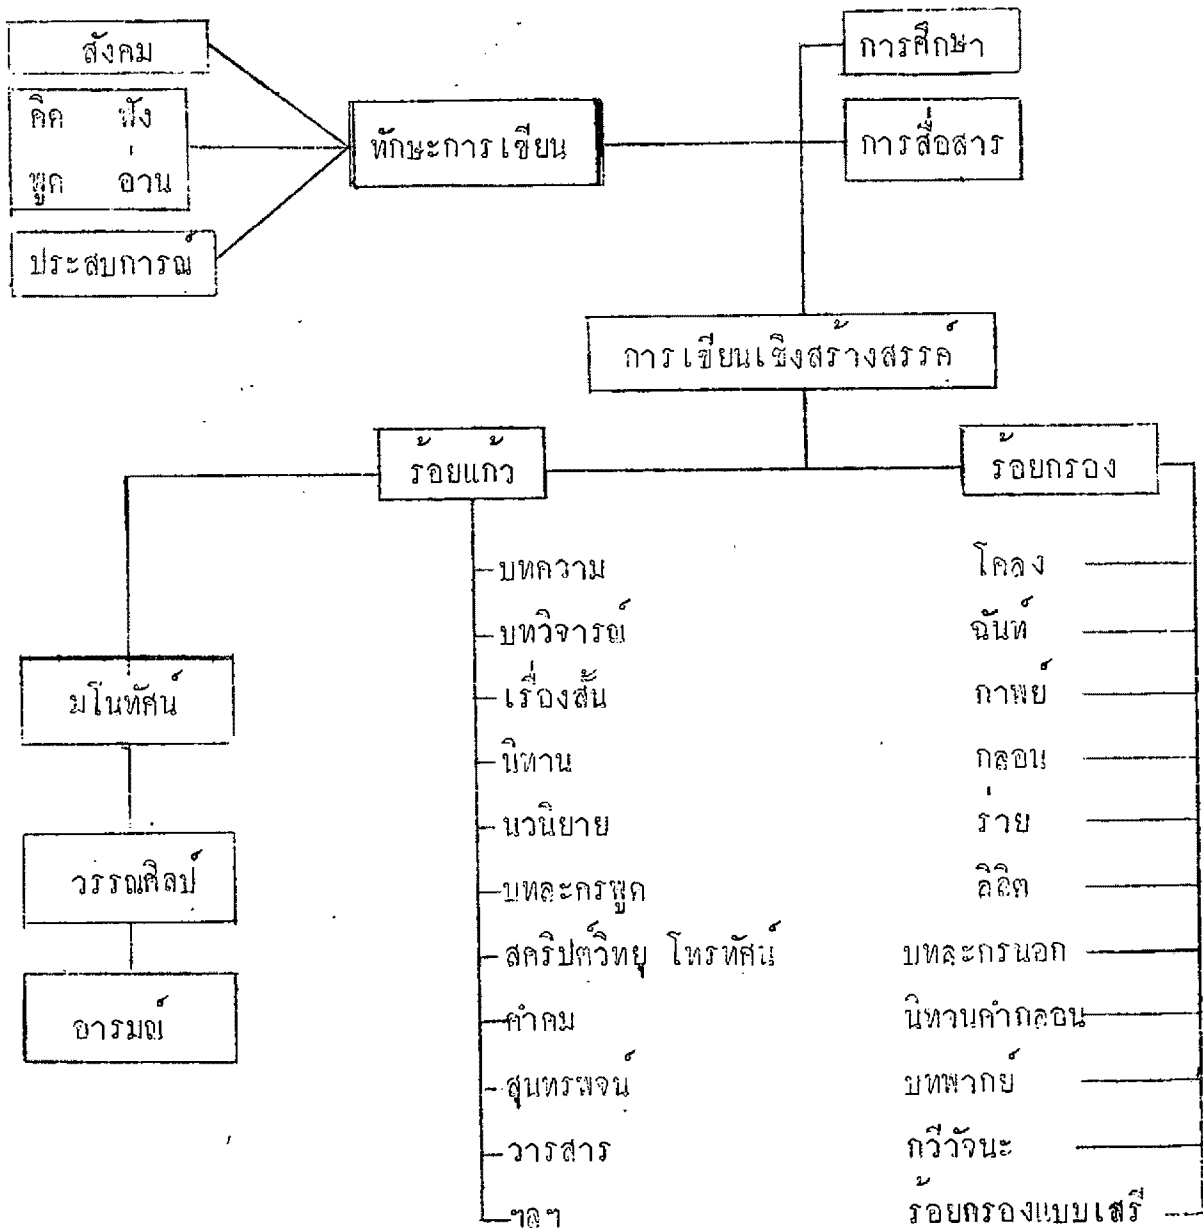 สังคม
คิด ฟัง
พูด อ่าน
ประสบการณ์
ทักษะการเขียน
การศึกษา
การสื่อสาร
การเขียนเชิงสร้างสรรค์
ร้อยแก้ว
ร้อยกรอง
มโนทัศน์
วรรณศิลป์
อารมณ์
บทความ
บทวิจารณ์
เรื่องสั้น
นิทาน
นวนิยาย
บทละครพูด
สคริปต์วิทยุ โทรทัศน์
คำคม
สุนทรพจน์
วารสาร
ฯลฯ
โคลง
ฉันท์
กาพย์
กลอน
ร่าย
ลิลิต
บทละครนอก
นิทานคำกลอน
บทพากย์
กวีวัจนะ
ร้อยกรองแบบเสรี